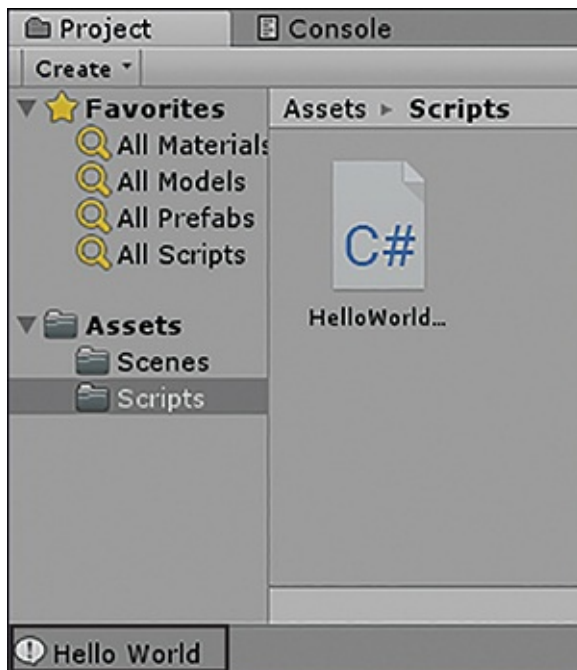 Project
Console
Create
Favorites
All Materials
All Models
All Prefabs
All Scripts
Assets
Scenes
Scripts
Assets ▸ Scripts
C#
HelloWorld...
Hello World